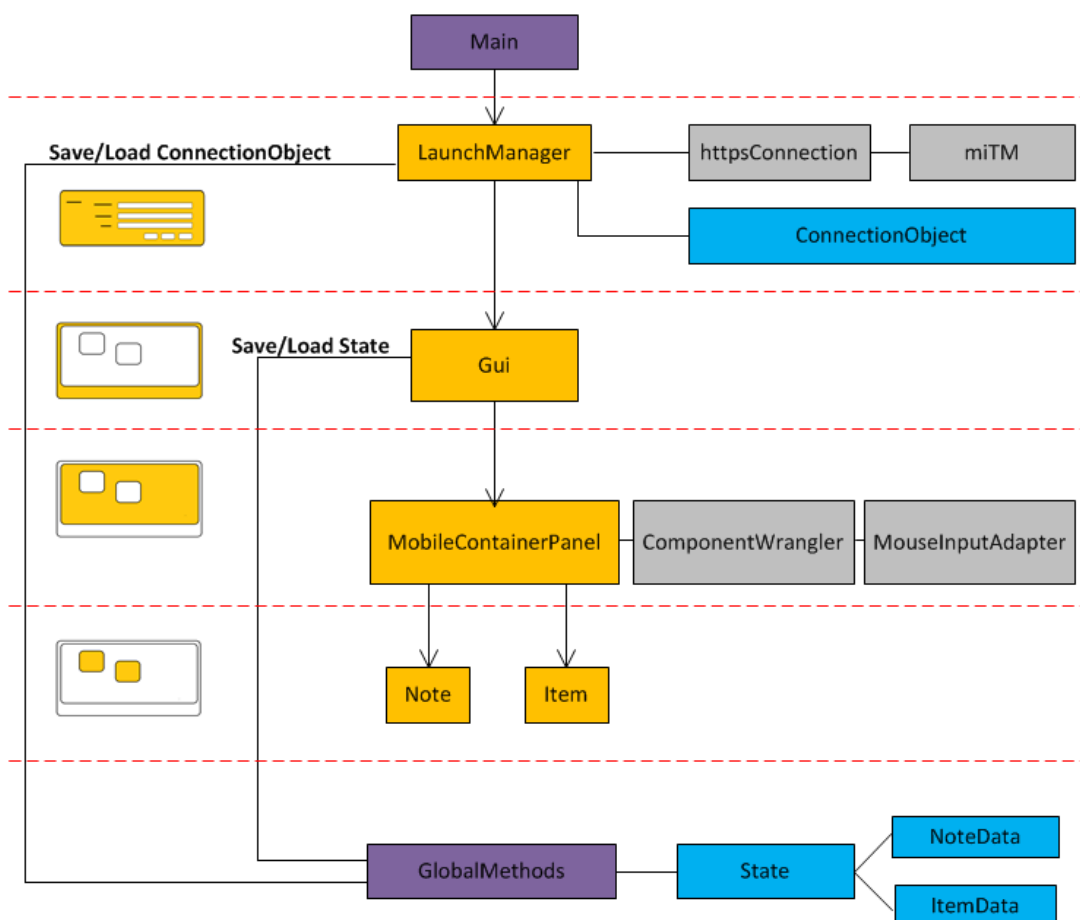 Main
Save/Load ConnectionObject
LaunchManager
httpsConnection
miTM
ConnectionObject
Save/Load State
Gui
MobileContainerPanel
ComponentWrangler
MouseInputAdapter
Note
Item
NoteData
GlobalMethods
State
ItemData